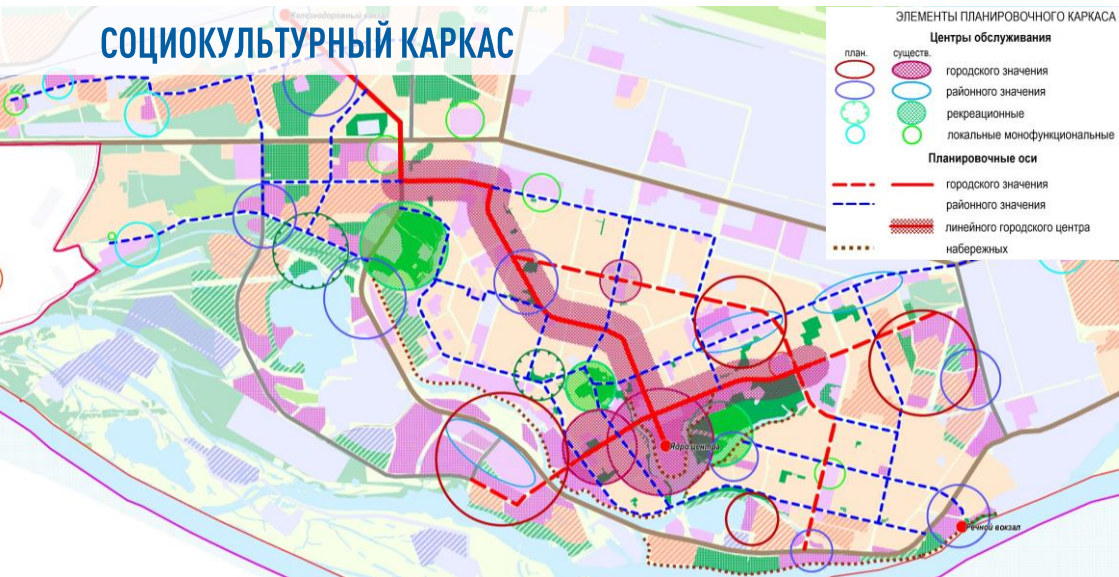 Железнодорожный вокзал
СОЦИОКУЛЬТУРНЫЙ КАРКАС
ЭЛЕМЕНТЫ ПЛАНИРОВОЧНОГО КАРКАСА
Центры обслуживания
план. существ.
городского значения
районного значения
рекреационные
локальные монофункциональные
Планировочные оси
городского значения
районного значения
линейного городского центра
набережных
Ядро центра
Речной вокзал